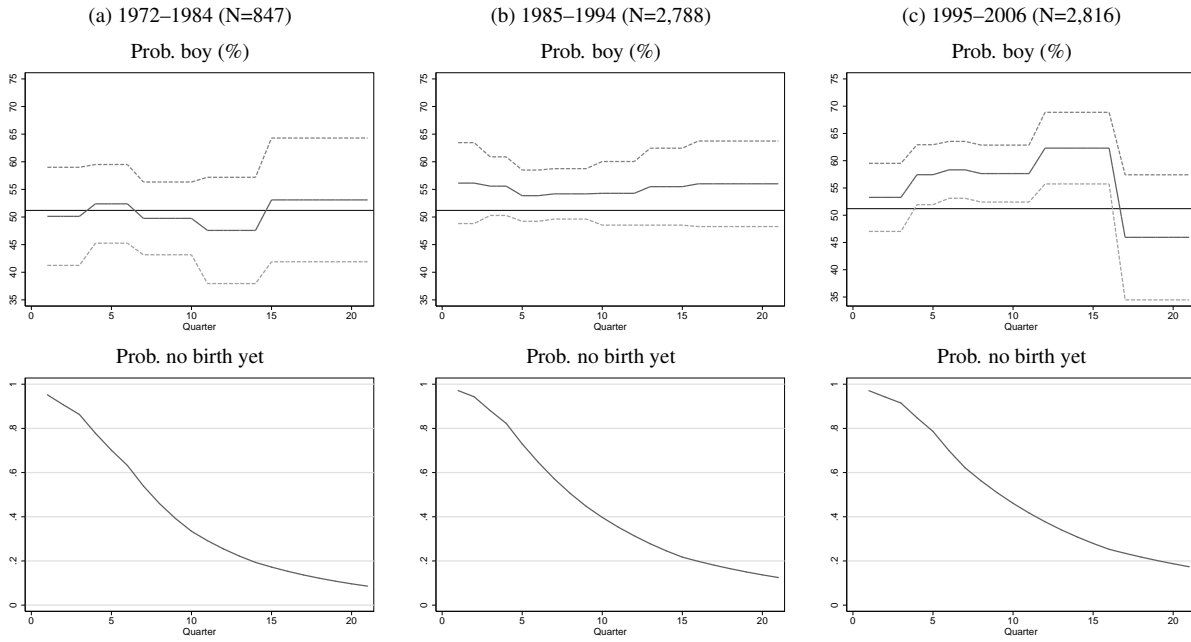 (a) 1972–1984 (N=847)
Prob. boy (%)
75
70
65
60
55
50
45
40
35
0 5 10 15 20
Quarter
Prob. no birth yet
1
.8
.6
.4
.2
0
0 5 10 15 20
Quarter
(b) 1985–1994 (N=2,788)
Prob. boy (%)
75
70
65
60
55
50
45
40
35
0 5 10 15 20
Quarter
Prob. no birth yet
1
.8
.6
.4
.2
0
0 5 10 15 20
Quarter
(c) 1995–2006 (N=2,816)
Prob. boy (%)
75
70
65
60
55
50
45
40
35
0 5 10 15 20
Quarter
Prob. no birth yet
1
.8
.6
.4
.2
0
0 5 10 15 20
Quarter